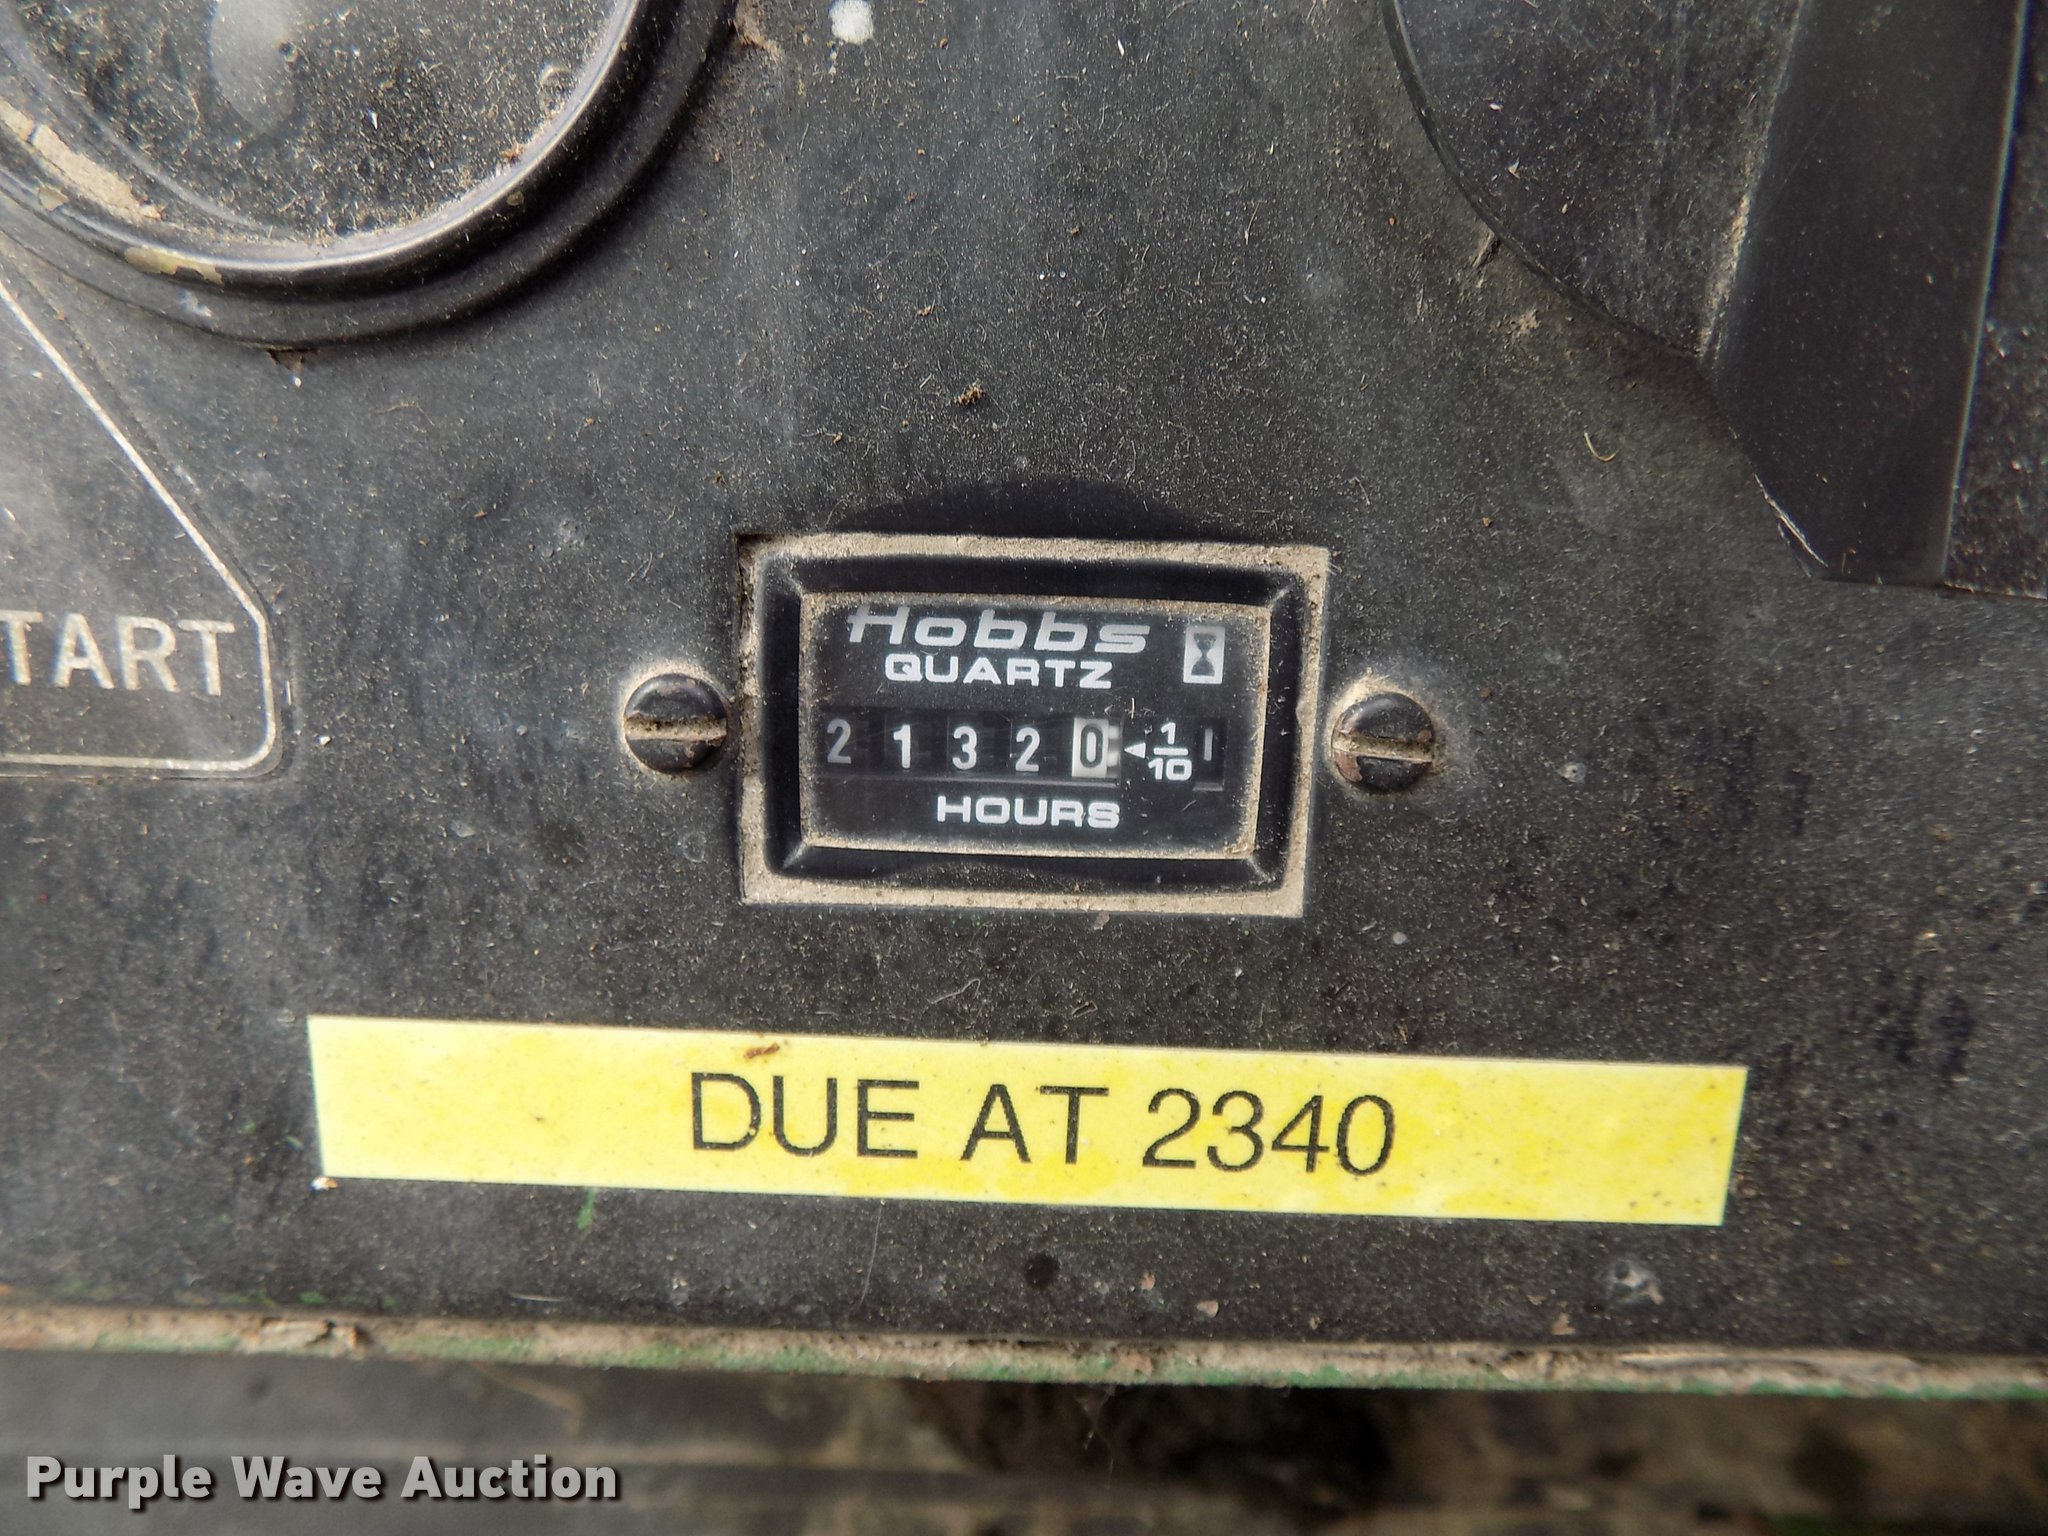 TART
Hobbs
QUARTZ
2 1 3 2 0 ◄ 1/10
HOURS
DUE AT 2340
Purple Wave Auction